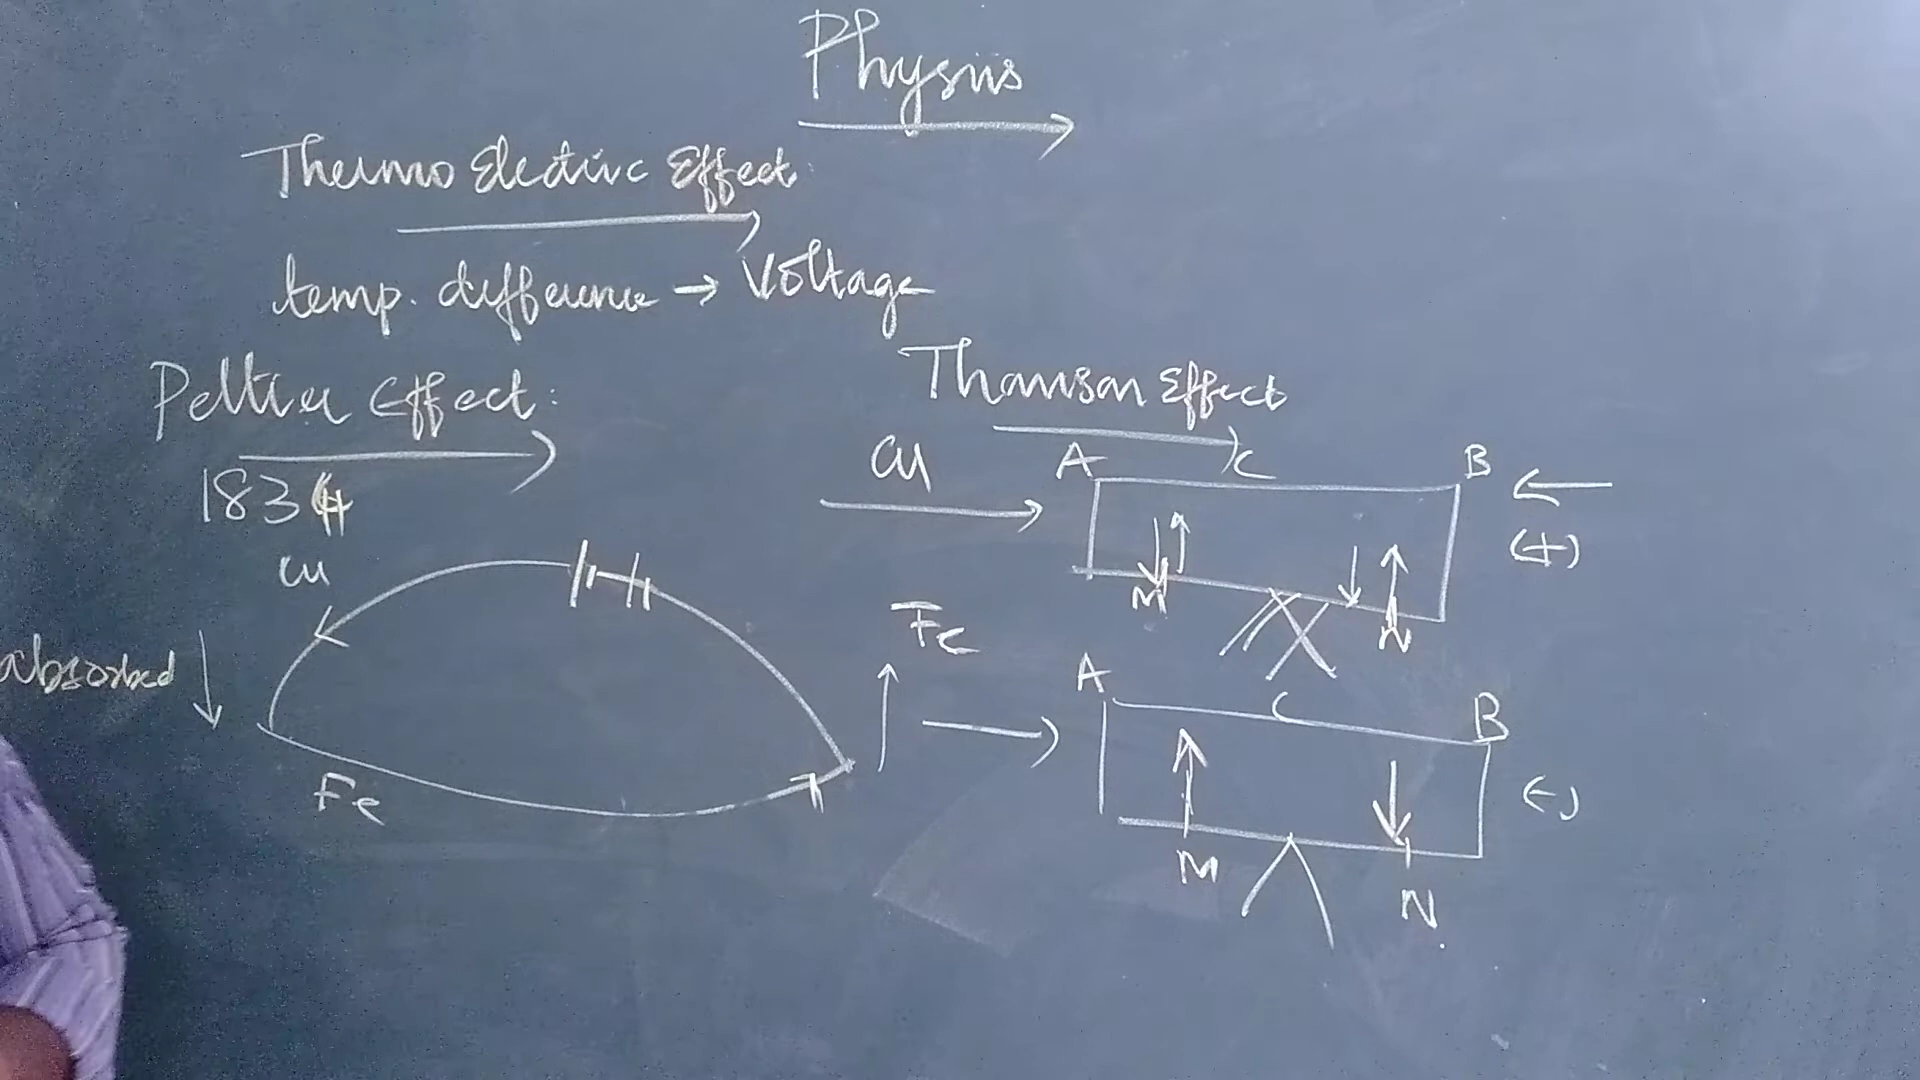 Physics
Thermo Electric Effect:
temp. difference → Voltage
Peltier Effect:
1834
Cu
absorbed
Fe
Thomson Effect
Cu
A C B
(+)
M N
Fe
A C B
(-)
M N